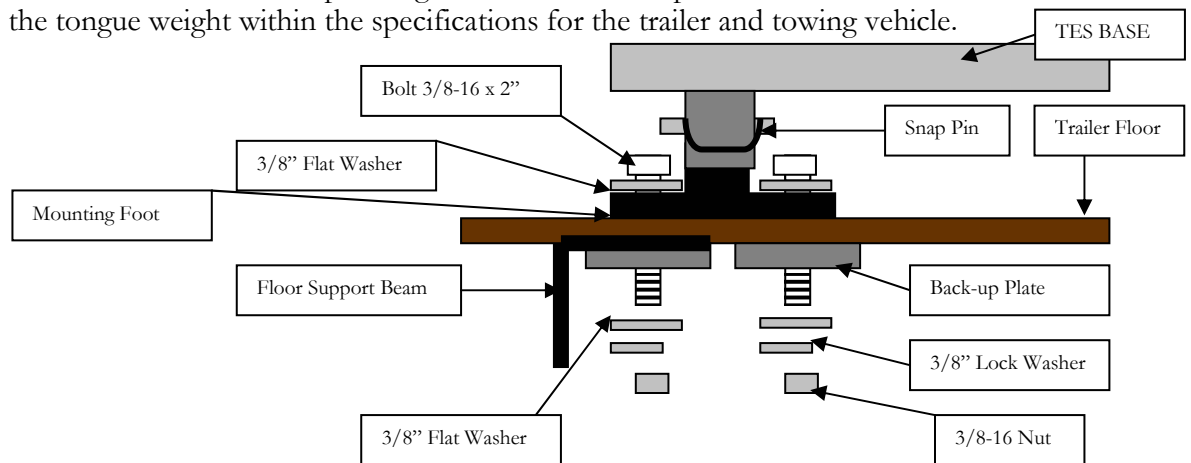 the tongue weight within the specifications for the trailer and towing vehicle.
TES BASE
Bolt 3/8-16 x 2”
Snap Pin
Trailer Floor
3/8” Flat Washer
Mounting Foot
Floor Support Beam
Back-up Plate
3/8” Lock Washer
3/8” Flat Washer
3/8-16 Nut